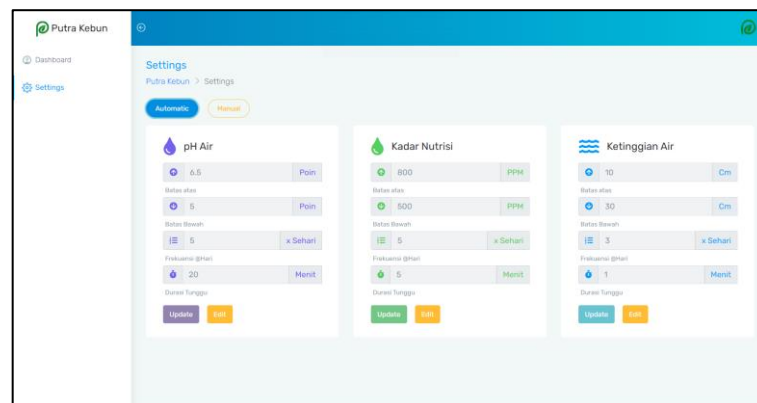 Putra Kebun
Dashboard
Settings
Settings
Putra Kebun > Settings
Automatic
Manual
pH Air
6.5 Poin
Batas atas
5 Poin
Batas Bawah
5 x Sehari
Frekuensi @Hari
20 Menit
Durasi Tunggu
Update Edit
Kadar Nutrisi
800 PPM
Batas atas
500 PPM
Batas Bawah
5 x Sehari
Frekuensi @Hari
5 Menit
Durasi Tunggu
Update Edit
Ketinggian Air
10 Cm
Batas atas
30 Cm
Batas Bawah
3 x Sehari
Frekuensi @Hari
1 Menit
Durasi Tunggu
Update Edit